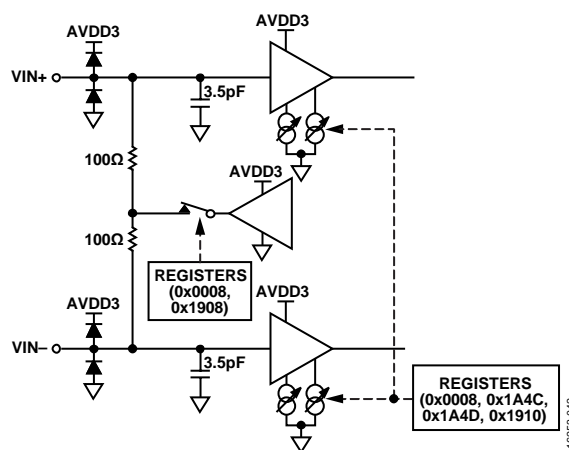 AVDD3
AVDD3
VIN+
3.5pF
100Ω
AVDD3
100Ω
REGISTERS
(0x0008,
0x1908)
AVDD3
AVDD3
VIN–
3.5pF
REGISTERS
(0x0008, 0x1A4C,
0x1A4D, 0x1910)